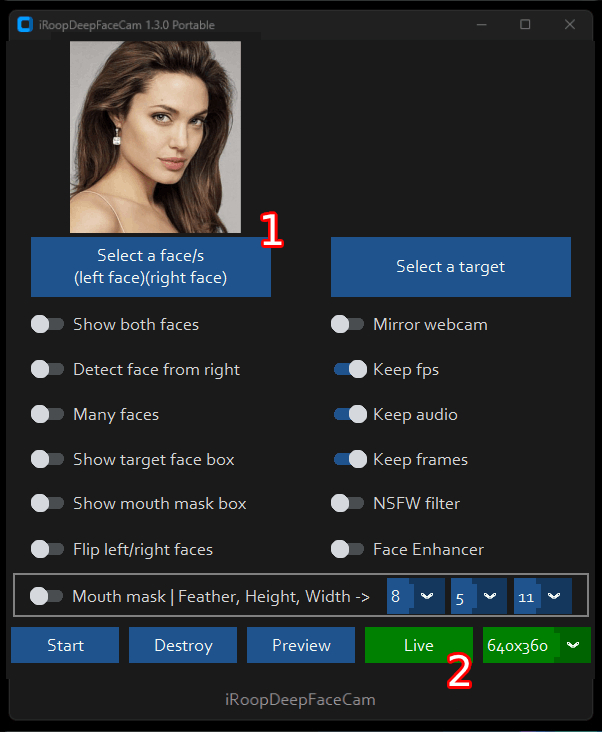 iRoopDeepFaceCam 1.3.0 Portable
1
Select a face/s
(left face)(right face)
Select a target
Show both faces
Mirror webcam
Detect face from right
Keep fps
Many faces
Keep audio
Show target face box
Keep frames
Show mouth mask box
NSFW filter
Flip left/right faces
Face Enhancer
Mouth mask | Feather, Height, Width -> 8 5 11
Start Destroy Preview Live 640x360
2
iRoopDeepFaceCam